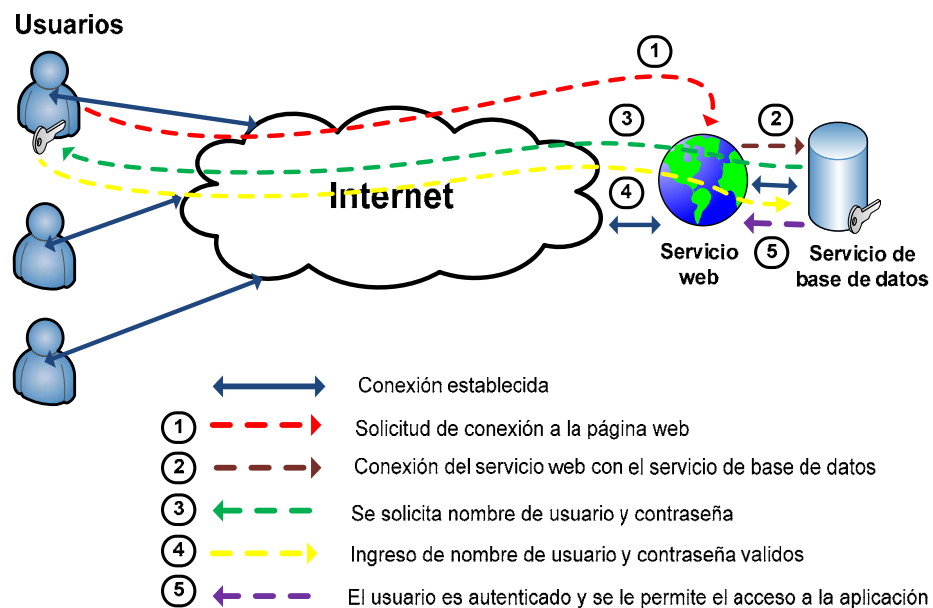 Usuarios
1
3
2
Internet
4
Servicio
web
5
Servicio de
base de datos
Conexión establecida
1
Solicitud de conexión a la página web
2
Conexión del servicio web con el servicio de base de datos
3
Se solicita nombre de usuario y contraseña
4
Ingreso de nombre de usuario y contraseña validos
5
El usuario es autenticado y se le permite el acceso a la aplicación